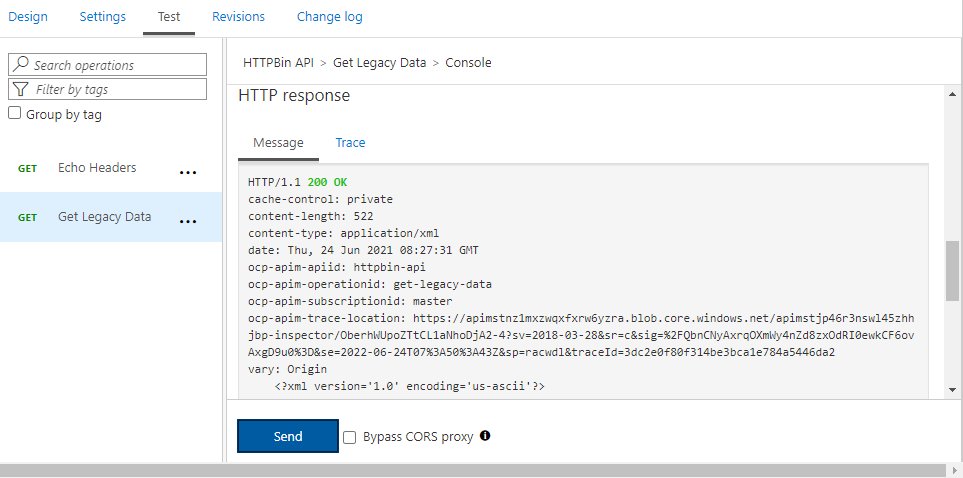 Design Settings Test Revisions Change log
Search operations
Filter by tags
Group by tag
GET Echo Headers ...
GET Get Legacy Data ...
HTTPBin API > Get Legacy Data > Console
HTTP response
Message Trace
HTTP/1.1 200 OK
cache-control: private
content-length: 522
content-type: application/xml
date: Thu, 24 Jun 2021 08:27:31 GMT
ocp-apim-apiid: httpbin-api
ocp-apim-operationid: get-legacy-data
ocp-apim-subscriptionid: master
ocp-apim-trace-location: https://apimstnz1mxzwqxfxrw6yzra.blob.core.windows.net/apimstjp46r3nswl45zhh
jbp-inspector/OberhWUpoZTtCL1aNhoDjA2-4?sv=2018-03-28&sr=c&sig=%2FQbnCNyAxrqOXmWy4nZd8zxOdRI0ewkCF6ov
AxgD9u0%3D&se=2022-06-24T07%3A50%3A43Z&sp=racwdl&traceId=3dc2e0f80f314be3bca1e784a5446da2
vary: Origin
<?xml version='1.0' encoding='us-ascii'?>
Send Bypass CORS proxy